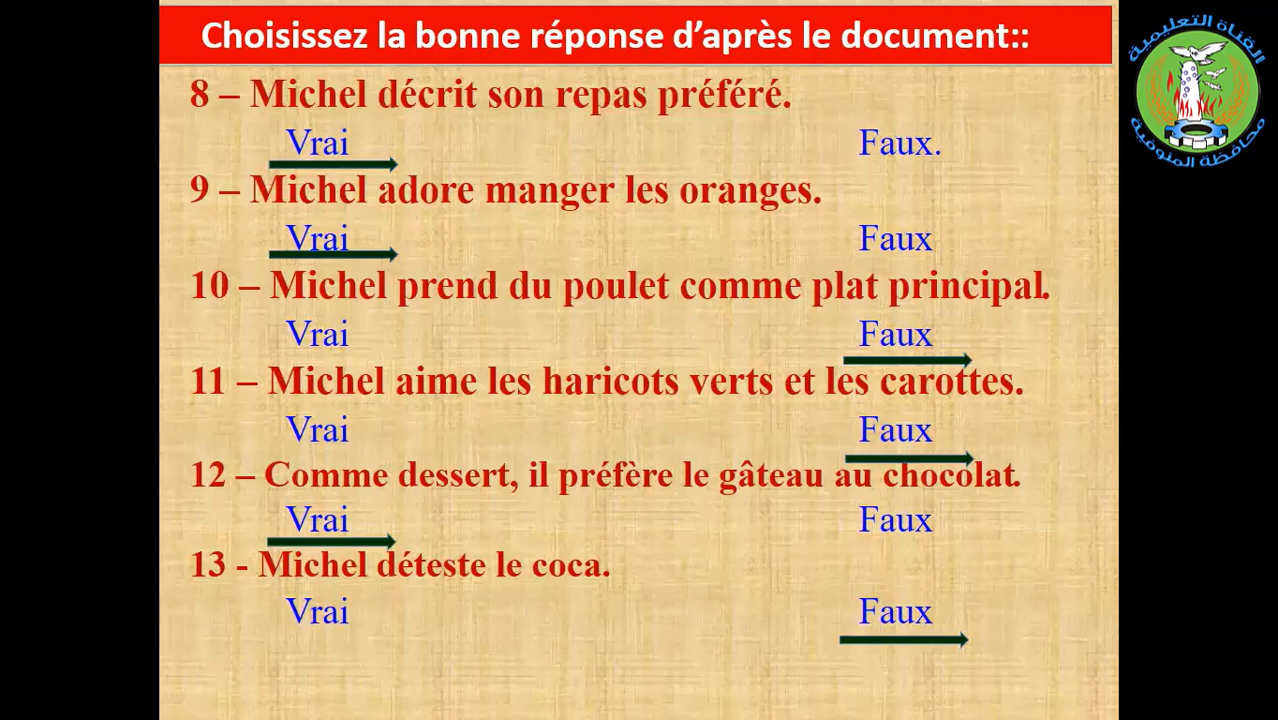 Choisissez la bonne réponse d’après le document::
القناة التعليمية
8 – Michel décrit son repas préféré.
Vrai Faux.
محافظة المنوفية
9 – Michel adore manger les oranges.
Vrai Faux
10 – Michel prend du poulet comme plat principal.
Vrai Faux
11 – Michel aime les haricots verts et les carottes.
Vrai Faux
12 – Comme dessert, il préfère le gâteau au chocolat.
Vrai Faux
13 - Michel déteste le coca.
Vrai Faux